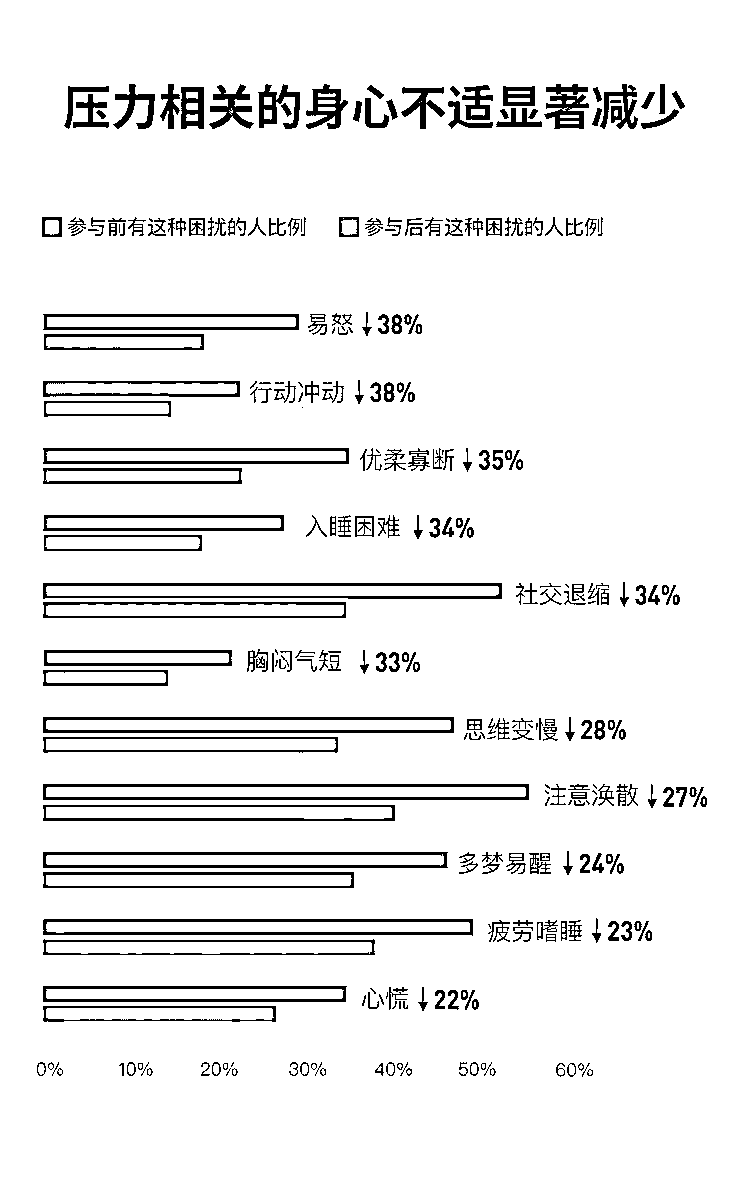 压力相关的身心不适显著减少
参与前有这种困扰的人比例 参与后有这种困扰的人比例
易怒 ↓38%
行动冲动 ↓38%
优柔寡断 ↓35%
入睡困难 ↓34%
社交退缩 ↓34%
胸闷气短 ↓33%
思维变慢 ↓28%
注意涣散 ↓27%
多梦易醒 ↓24%
疲劳嗜睡 ↓23%
心慌 ↓22%
0% 10% 20% 30% 40% 50% 60%